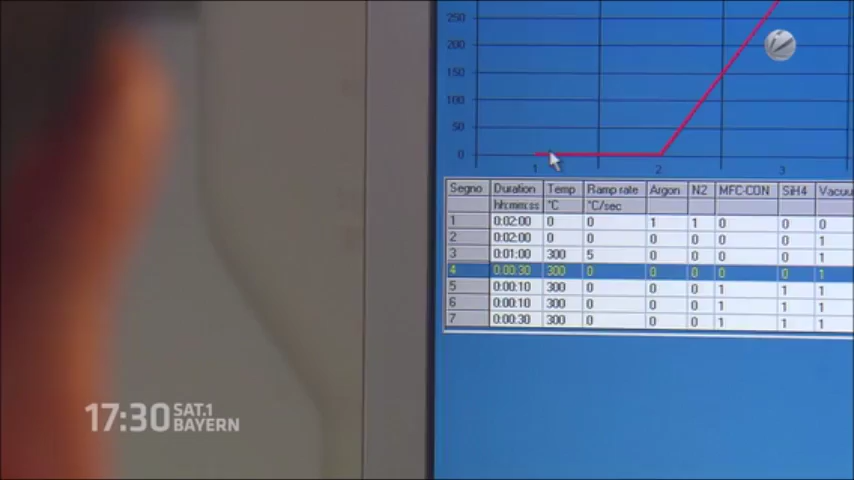 250
200
150
100
50
0
1 2 3
Segno Duration Temp Ramp rate Argon N2 MFC-CON SiH4 Vacuu
hh:mm:ss °C °C/sec
1 0:02:00 0 0 1 1 0 0 0
2 0:02:00 0 0 0 0 0 0 1
3 0:01:00 300 5 0 0 0 0 1
4 0:00:30 300 0 0 0 0 0 1
5 0:00:10 300 0 0 0 1 1 1
6 0:00:10 300 0 0 0 1 1 1
7 0:00:30 300 0 0 0 1 1 1
17:30 SAT.1
BAYERN